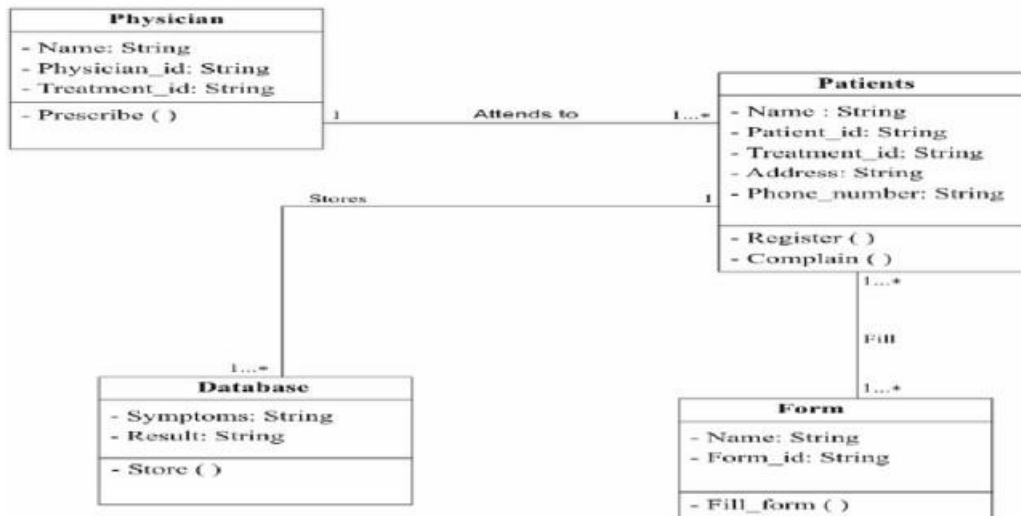 Physician
- Name: String
- Physician_id: String
- Treatment_id: String
- Prescribe ( )
1 Attends to 1...*
Patients
- Name : String
- Patient_id: String
- Treatment_id: String
- Address: String
- Phone_number: String
- Register ( )
- Complain ( )
Stores 1
1...*
Fill
1...*
1...*
Database
- Symptoms: String
- Result: String
- Store ( )
Form
- Name: String
- Form_id: String
- Fill_form ( )